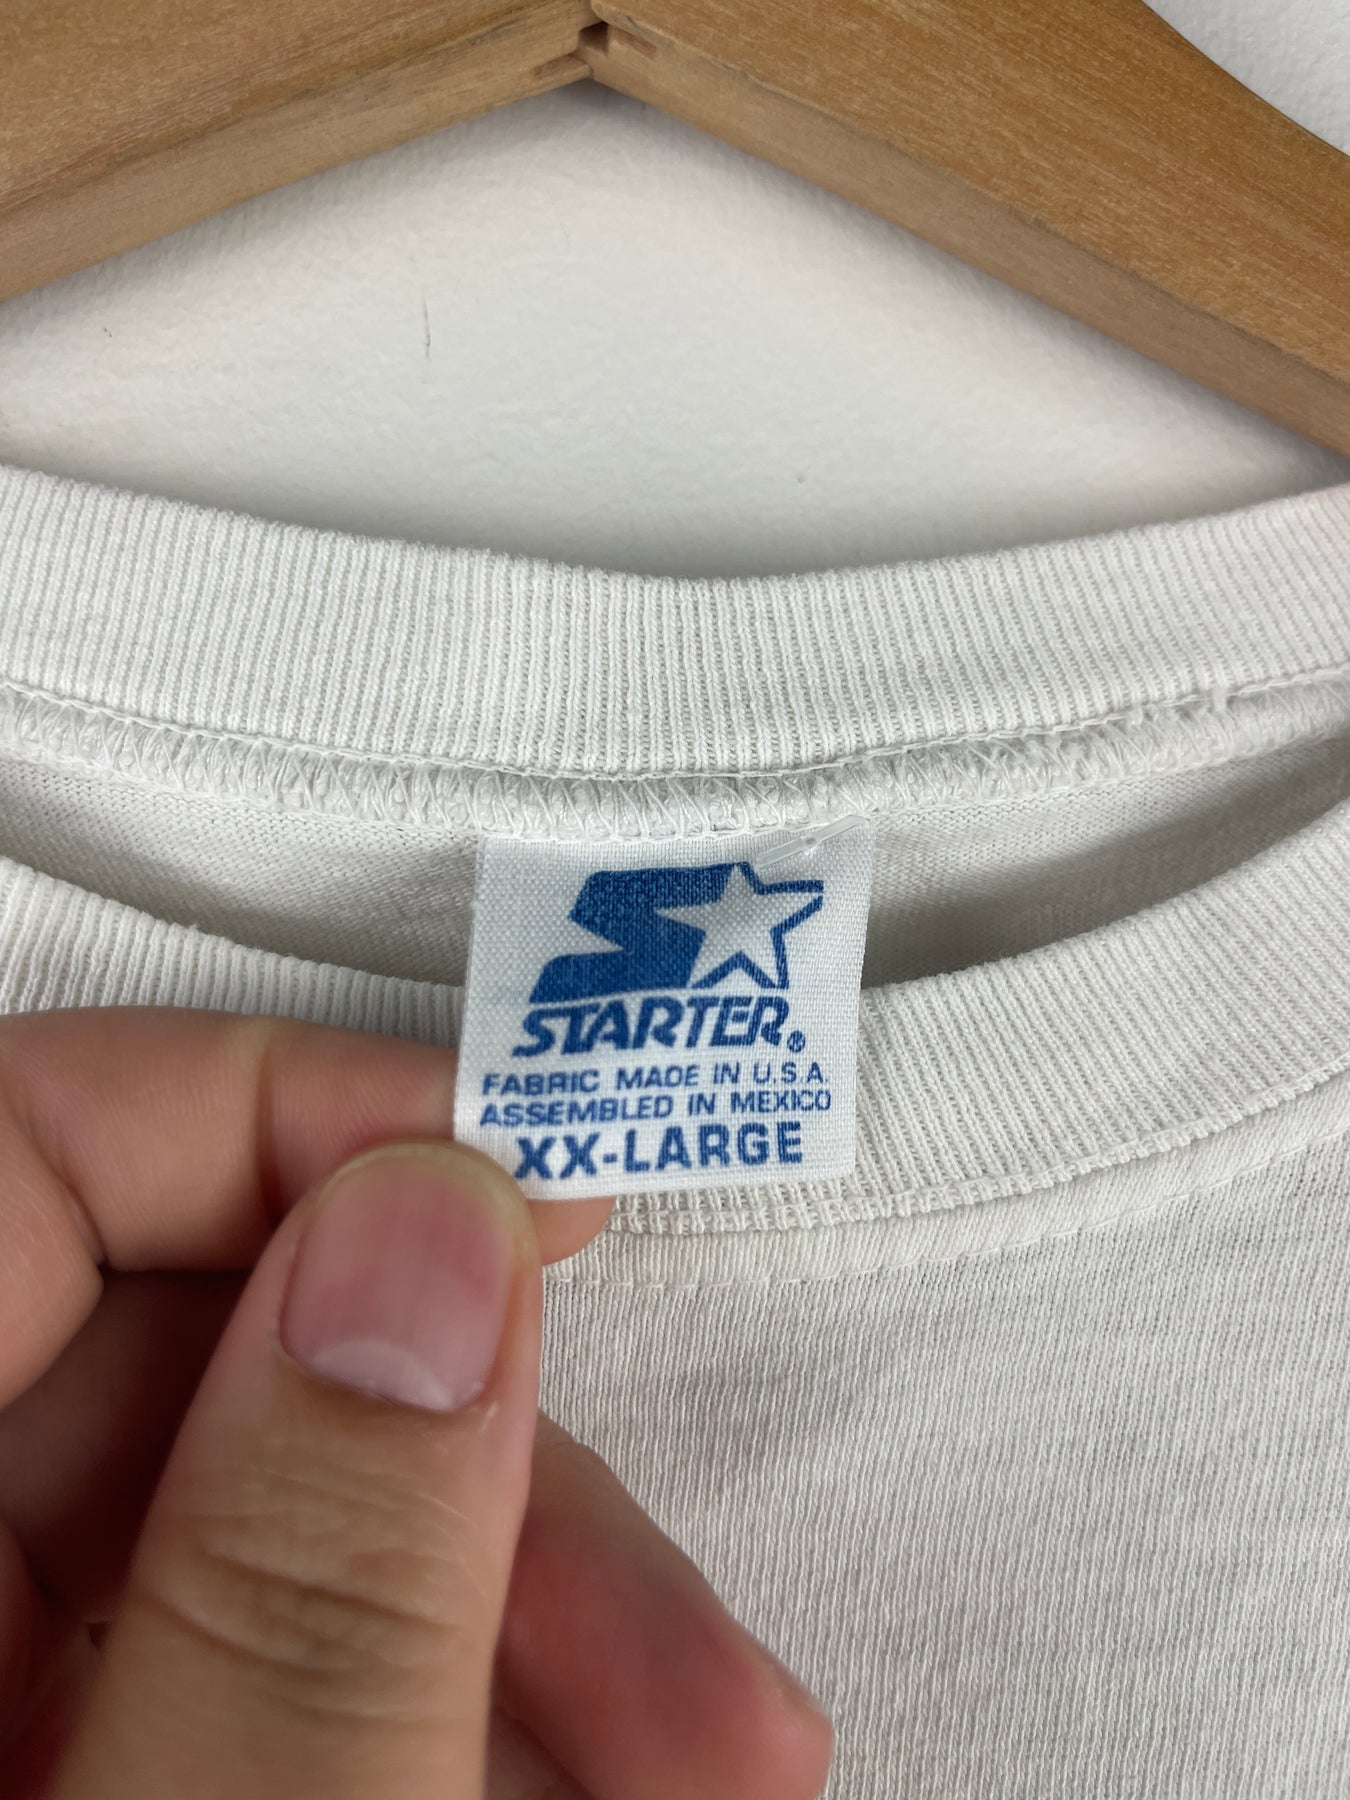 STARTER®
FABRIC MADE IN U.S.A.
ASSEMBLED IN MEXICO
XX-LARGE